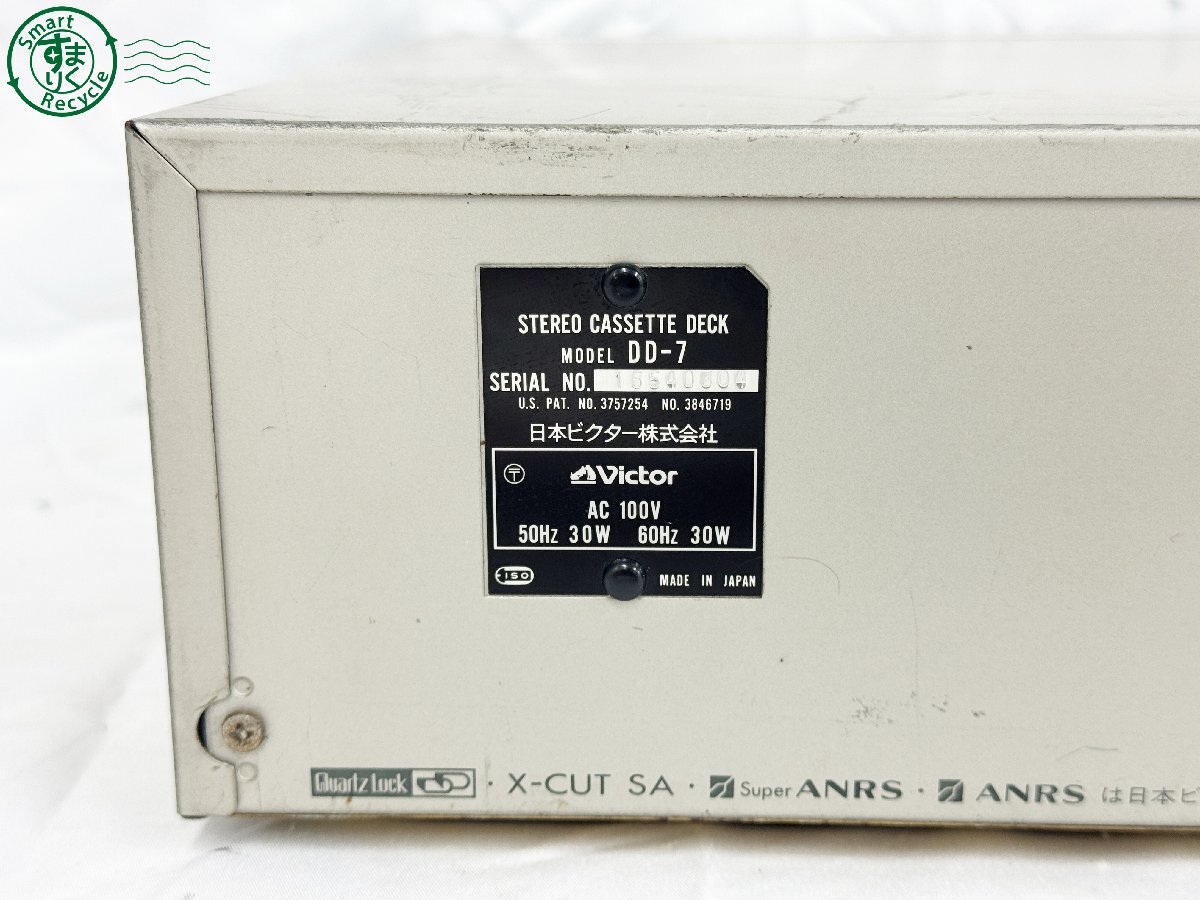 Smart
すまりく
Recycle
STEREO CASSETTE DECK
MODEL DD-7
SERIAL NO.
U.S. PAT. NO. 3757254 NO. 3846719
日本ビクター株式会社
〒
Victor
AC 100V
50Hz 30W 60Hz 30W
ISO
MADE IN JAPAN
Quartz Lock DD · X-CUT SA · Super ANRS · ANRS は日本ビ